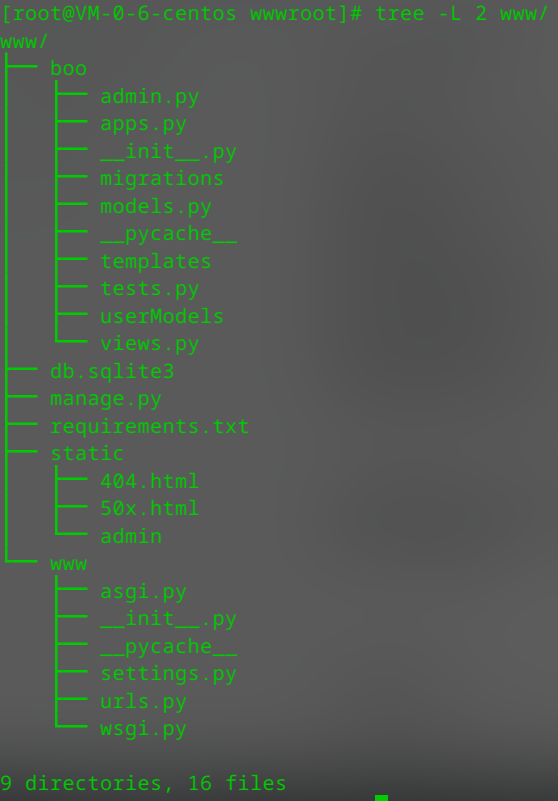 [root@VM-0-6-centos wwwroot]# tree -L 2 www/
www/
├── boo
│   ├── admin.py
│   ├── apps.py
│   ├── __init__.py
│   ├── migrations
│   ├── models.py
│   ├── __pycache__
│   ├── templates
│   ├── tests.py
│   ├── userModels
│   └── views.py
├── db.sqlite3
├── manage.py
├── requirements.txt
├── static
│   ├── 404.html
│   ├── 50x.html
│   └── admin
└── www
    ├── asgi.py
    ├── __init__.py
    ├── __pycache__
    ├── settings.py
    ├── urls.py
    └── wsgi.py

9 directories, 16 files